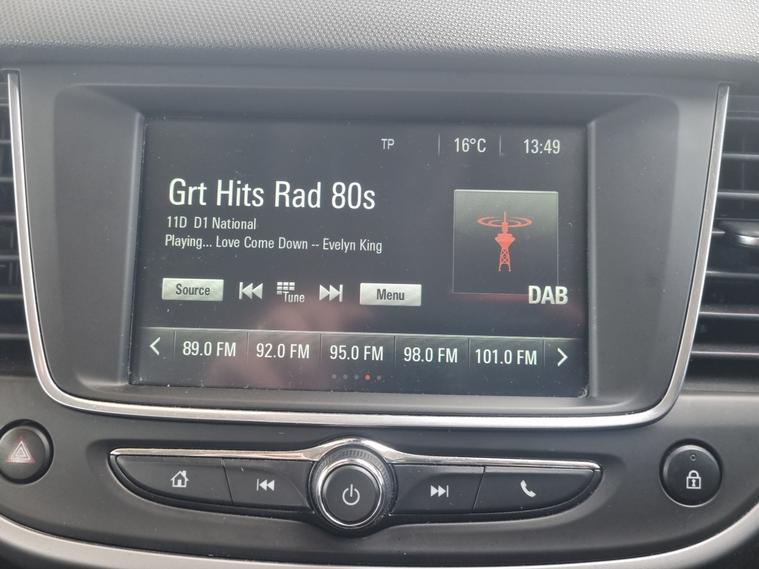 TP 16°C 13:49
Grt Hits Rad 80s
11D D1 National
Playing... Love Come Down -- Evelyn King
Source Tune Menu
DAB
89.0 FM 92.0 FM 95.0 FM 98.0 FM 101.0 FM